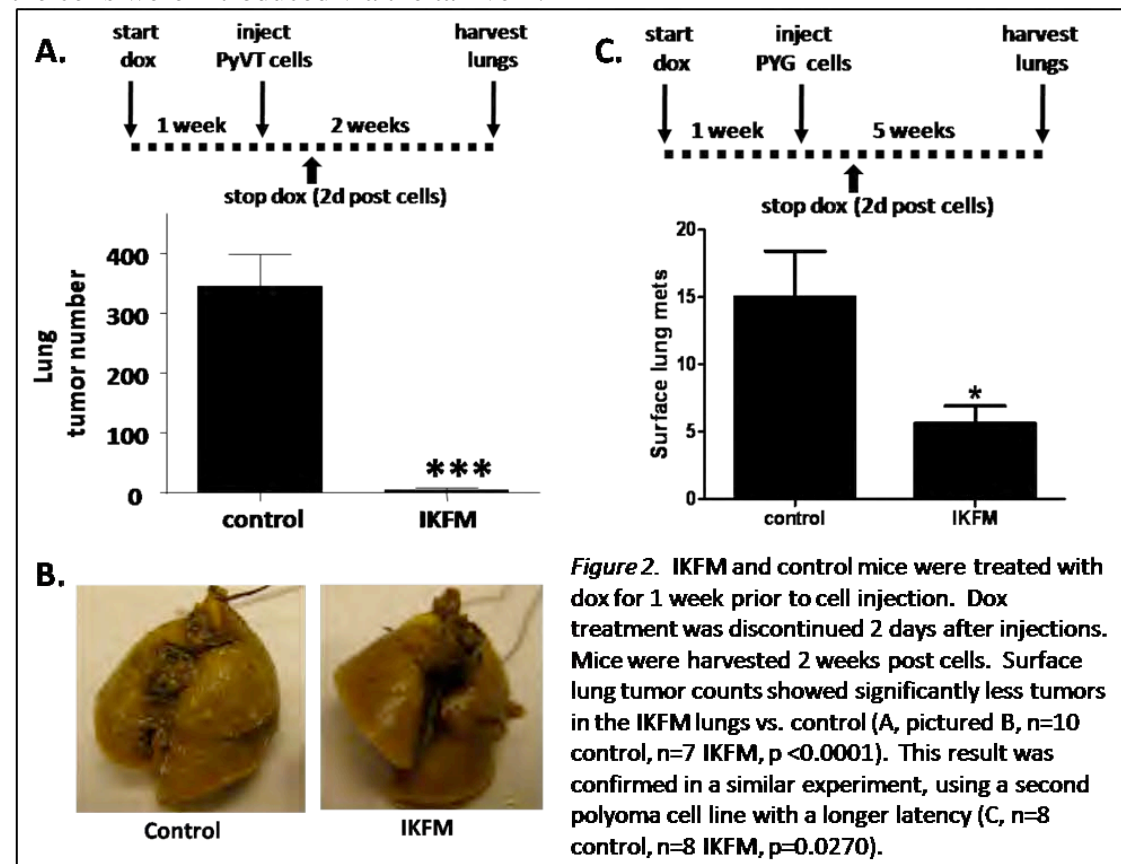 A.
start dox
inject PyVT cells
harvest lungs
1 week
2 weeks
stop dox (2d post cells)
Lung tumor number
400
300
200
100
0
***
control
IKFM
B.
Control
IKFM
C.
start dox
inject PYG cells
harvest lungs
1 week
5 weeks
stop dox (2d post cells)
Surface lung mets
20
15
10
5
0
*
control
IKFM
Figure 2. IKFM and control mice were treated with
dox for 1 week prior to cell injection. Dox
treatment was discontinued 2 days after injections.
Mice were harvested 2 weeks post cells. Surface
lung tumor counts showed significantly less tumors
in the IKFM lungs vs. control (A, pictured B, n=10
control, n=7 IKFM, p <0.0001). This result was
confirmed in a similar experiment, using a second
polyoma cell line with a longer latency (C, n=8
control, n=8 IKFM, p=0.0270).